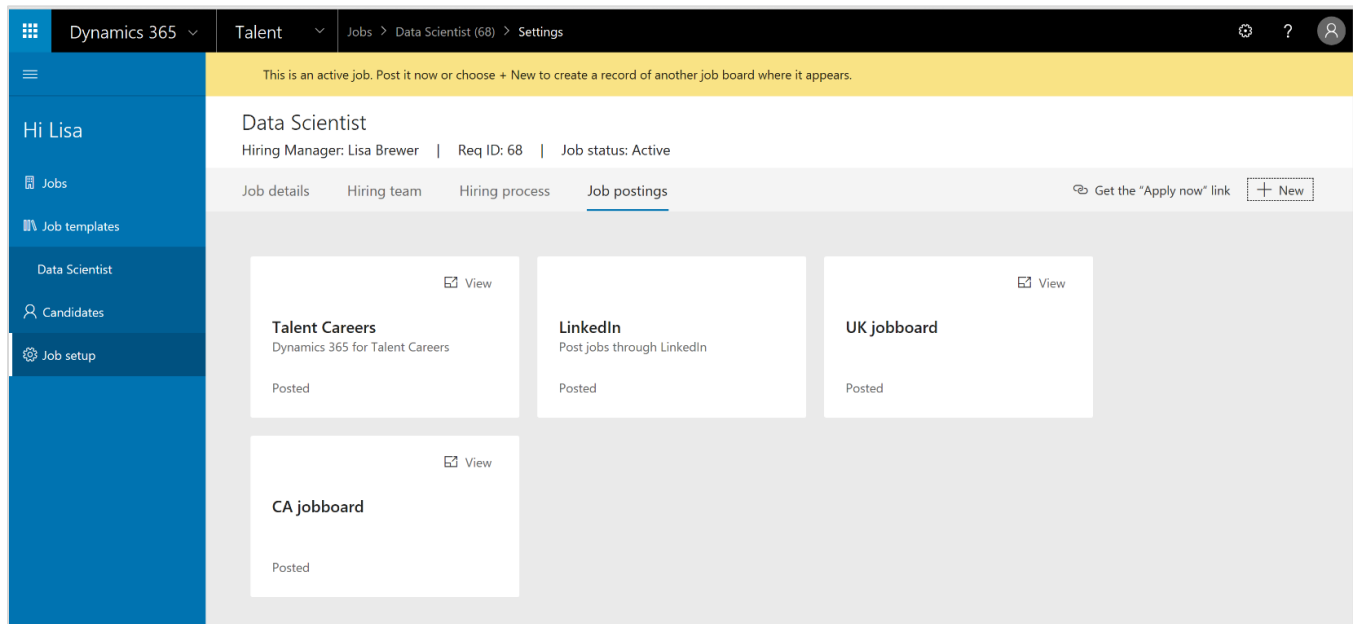 Dynamics 365 Talent Jobs > Data Scientist (68) > Settings ?
This is an active job. Post it now or choose + New to create a record of another job board where it appears.
Hi Lisa
Jobs
Job templates
Data Scientist
Candidates
Job setup
Data Scientist
Hiring Manager: Lisa Brewer | Req ID: 68 | Job status: Active
Job details Hiring team Hiring process Job postings Get the "Apply now" link + New
View
Talent Careers
Dynamics 365 for Talent Careers
Posted
LinkedIn
Post jobs through LinkedIn
Posted
View
UK jobboard
Posted
View
CA jobboard
Posted